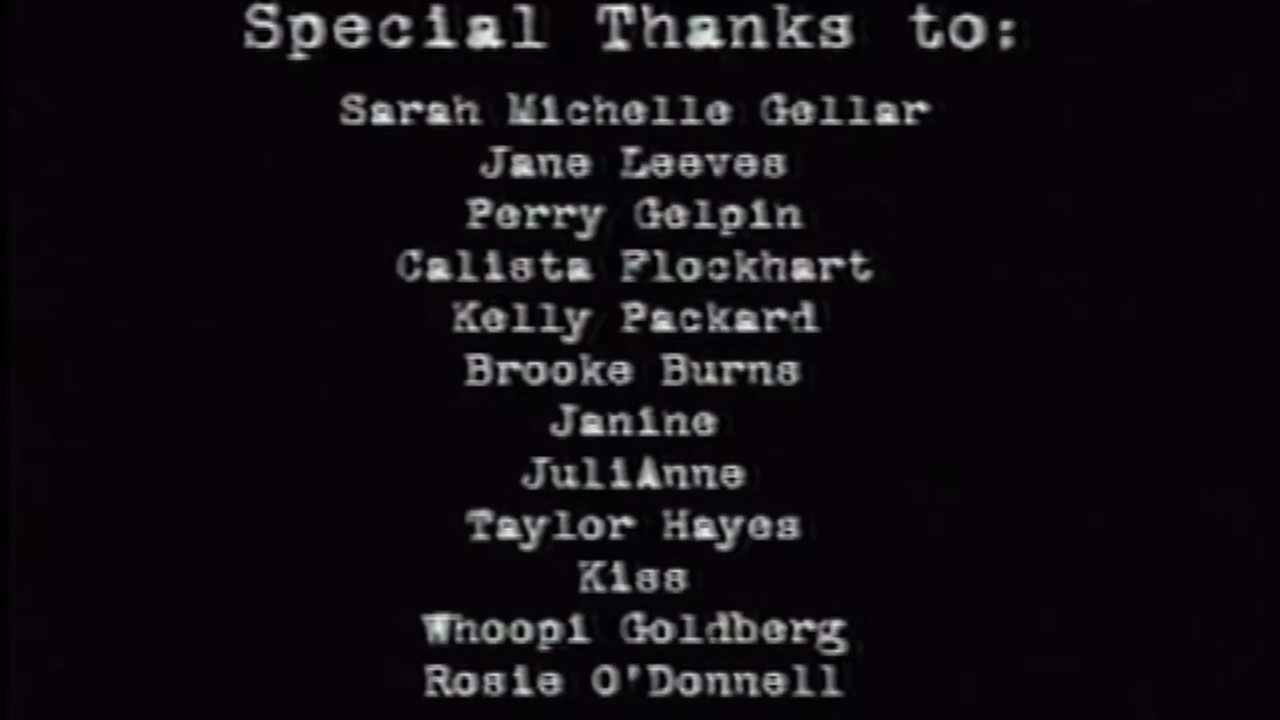 Special Thanks to:
Sarah Michelle Gellar
Jane Leeves
Perry Gelpin
Calista Flockhart
Kelly Packard
Brooke Burns
Janine
JuliAnne
Taylor Hayes
Kiss
Whoopi Goldberg
Rosie O'Donnell